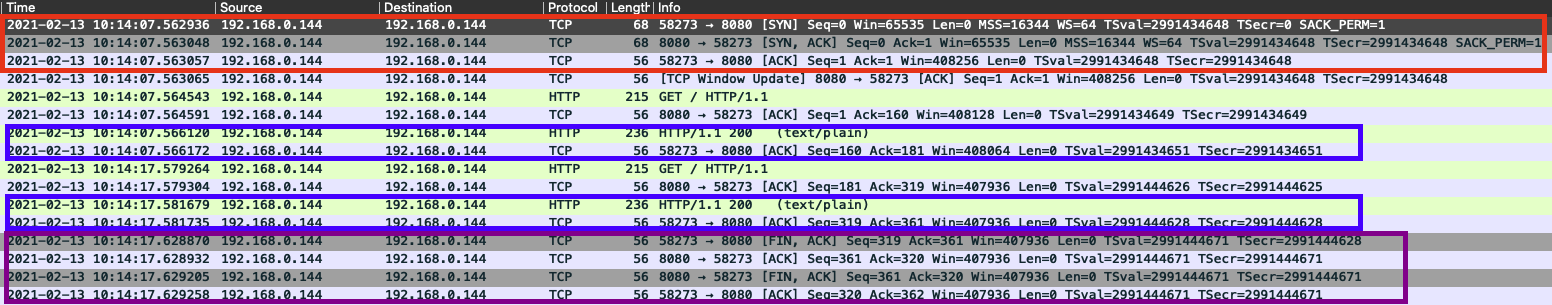 Time Source Destination Protocol Length Info
2021-02-13 10:14:07.562936 192.168.0.144 192.168.0.144 TCP 68 58273 → 8080 [SYN] Seq=0 Win=65535 Len=0 MSS=16344 WS=64 TSval=2991434648 TSecr=0 SACK_PERM=1
2021-02-13 10:14:07.563048 192.168.0.144 192.168.0.144 TCP 68 8080 → 58273 [SYN, ACK] Seq=0 Ack=1 Win=65535 Len=0 MSS=16344 WS=64 TSval=2991434648 TSecr=2991434648 SACK_PERM=1
2021-02-13 10:14:07.563057 192.168.0.144 192.168.0.144 TCP 56 58273 → 8080 [ACK] Seq=1 Ack=1 Win=408256 Len=0 TSval=2991434648 TSecr=2991434648
2021-02-13 10:14:07.563065 192.168.0.144 192.168.0.144 TCP 56 [TCP Window Update] 8080 → 58273 [ACK] Seq=1 Ack=1 Win=408256 Len=0 TSval=2991434648 TSecr=2991434648
2021-02-13 10:14:07.564543 192.168.0.144 192.168.0.144 HTTP 215 GET / HTTP/1.1
2021-02-13 10:14:07.564591 192.168.0.144 192.168.0.144 TCP 56 8080 → 58273 [ACK] Seq=1 Ack=160 Win=408128 Len=0 TSval=2991434649 TSecr=2991434649
2021-02-13 10:14:07.566120 192.168.0.144 192.168.0.144 HTTP 236 HTTP/1.1 200 (text/plain)
2021-02-13 10:14:07.566172 192.168.0.144 192.168.0.144 TCP 56 58273 → 8080 [ACK] Seq=160 Ack=181 Win=408064 Len=0 TSval=2991434651 TSecr=2991434651
2021-02-13 10:14:17.579264 192.168.0.144 192.168.0.144 HTTP 215 GET / HTTP/1.1
2021-02-13 10:14:17.579304 192.168.0.144 192.168.0.144 TCP 56 8080 → 58273 [ACK] Seq=181 Ack=319 Win=407936 Len=0 TSval=2991444626 TSecr=2991444625
2021-02-13 10:14:17.581679 192.168.0.144 192.168.0.144 HTTP 236 HTTP/1.1 200 (text/plain)
2021-02-13 10:14:17.581735 192.168.0.144 192.168.0.144 TCP 56 58273 → 8080 [ACK] Seq=319 Ack=361 Win=407936 Len=0 TSval=2991444628 TSecr=2991444628
2021-02-13 10:14:17.628870 192.168.0.144 192.168.0.144 TCP 56 58273 → 8080 [FIN, ACK] Seq=319 Ack=361 Win=407936 Len=0 TSval=2991444671 TSecr=2991444628
2021-02-13 10:14:17.628932 192.168.0.144 192.168.0.144 TCP 56 8080 → 58273 [ACK] Seq=361 Ack=320 Win=407936 Len=0 TSval=2991444671 TSecr=2991444671
2021-02-13 10:14:17.629205 192.168.0.144 192.168.0.144 TCP 56 8080 → 58273 [FIN, ACK] Seq=361 Ack=320 Win=407936 Len=0 TSval=2991444671 TSecr=2991444671
2021-02-13 10:14:17.629258 192.168.0.144 192.168.0.144 TCP 56 58273 → 8080 [ACK] Seq=320 Ack=362 Win=407936 Len=0 TSval=2991444671 TSecr=2991444671